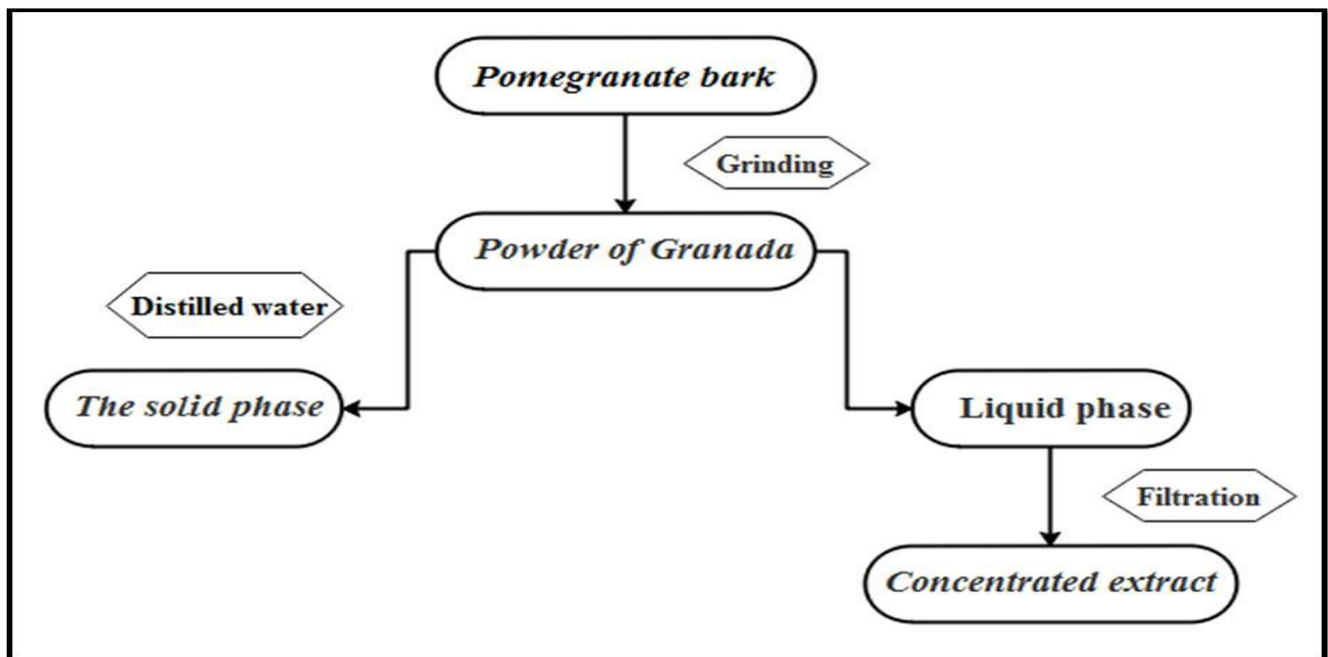 Pomegranate bark
Grinding
Powder of Granada
Distilled water
The solid phase
Liquid phase
Filtration
Concentrated extract